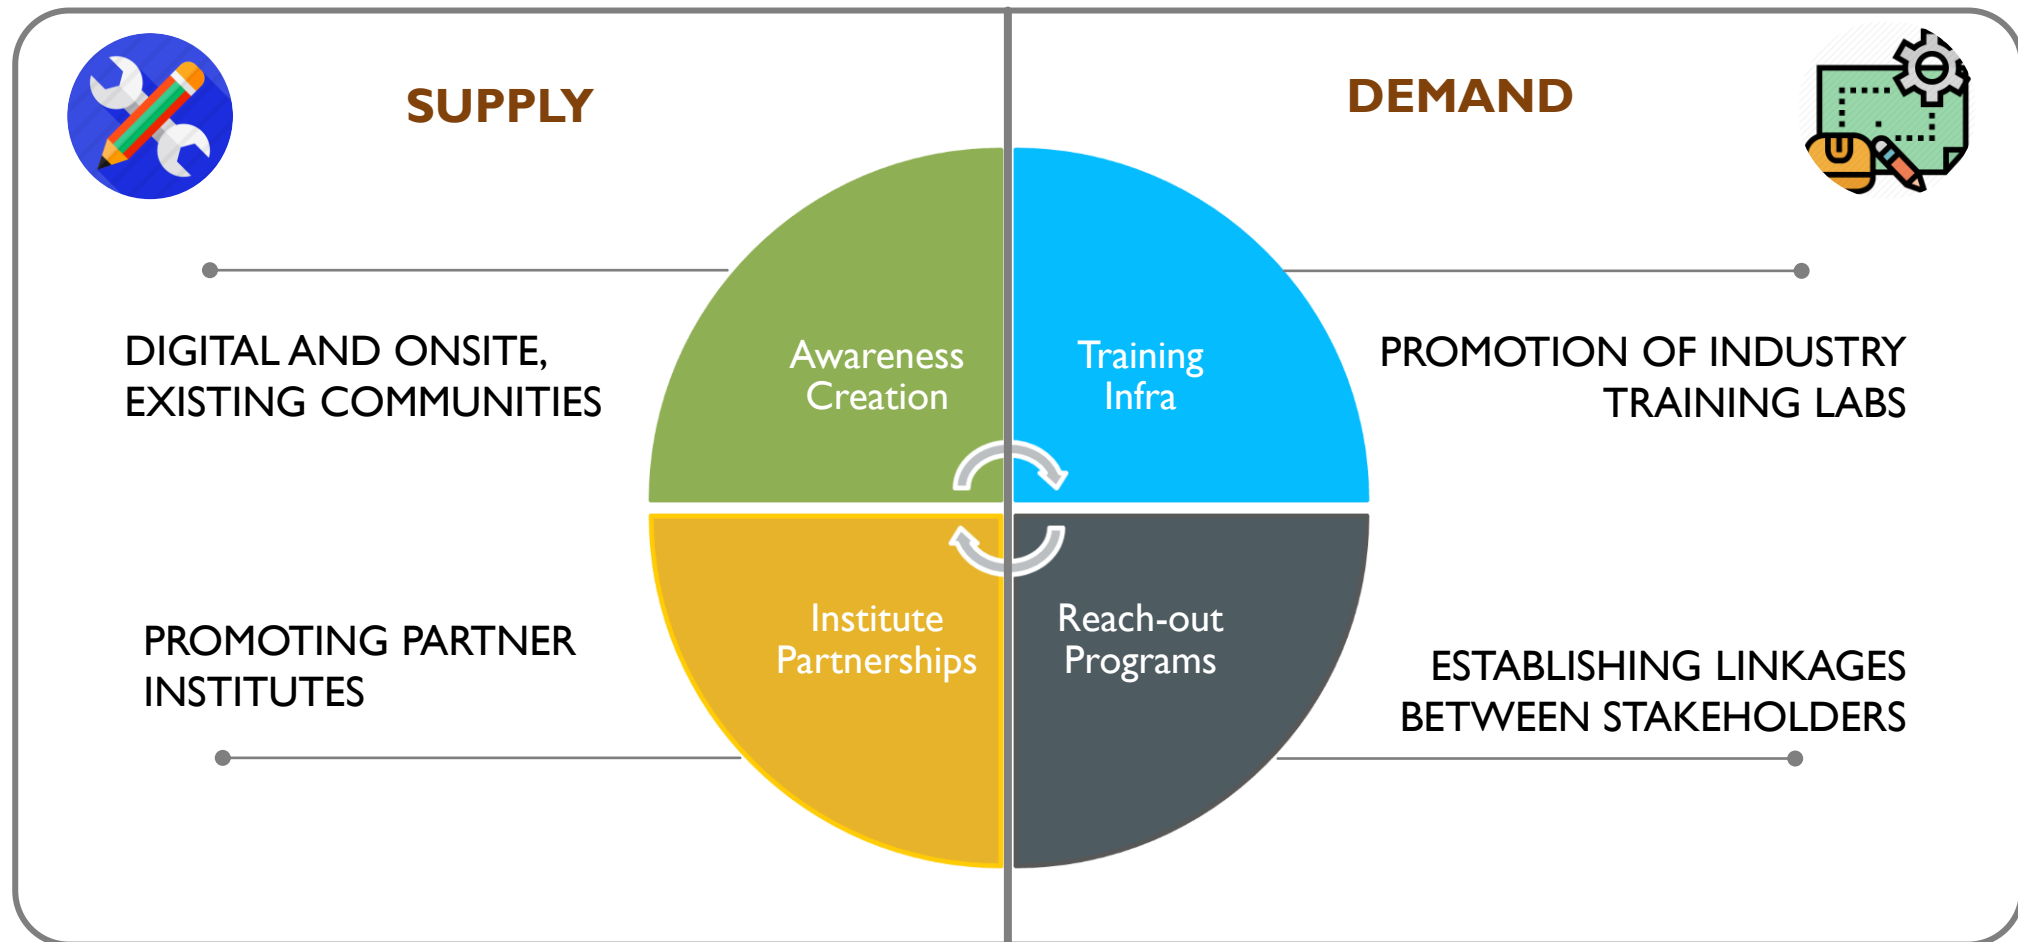 SUPPLY
DEMAND
DIGITAL AND ONSITE,
EXISTING COMMUNITIES
Awareness
Creation
Training
Infra
PROMOTION OF INDUSTRY
TRAINING LABS
PROMOTING PARTNER
INSTITUTES
Institute
Partnerships
Reach-out
Programs
ESTABLISHING LINKAGES
BETWEEN STAKEHOLDERS